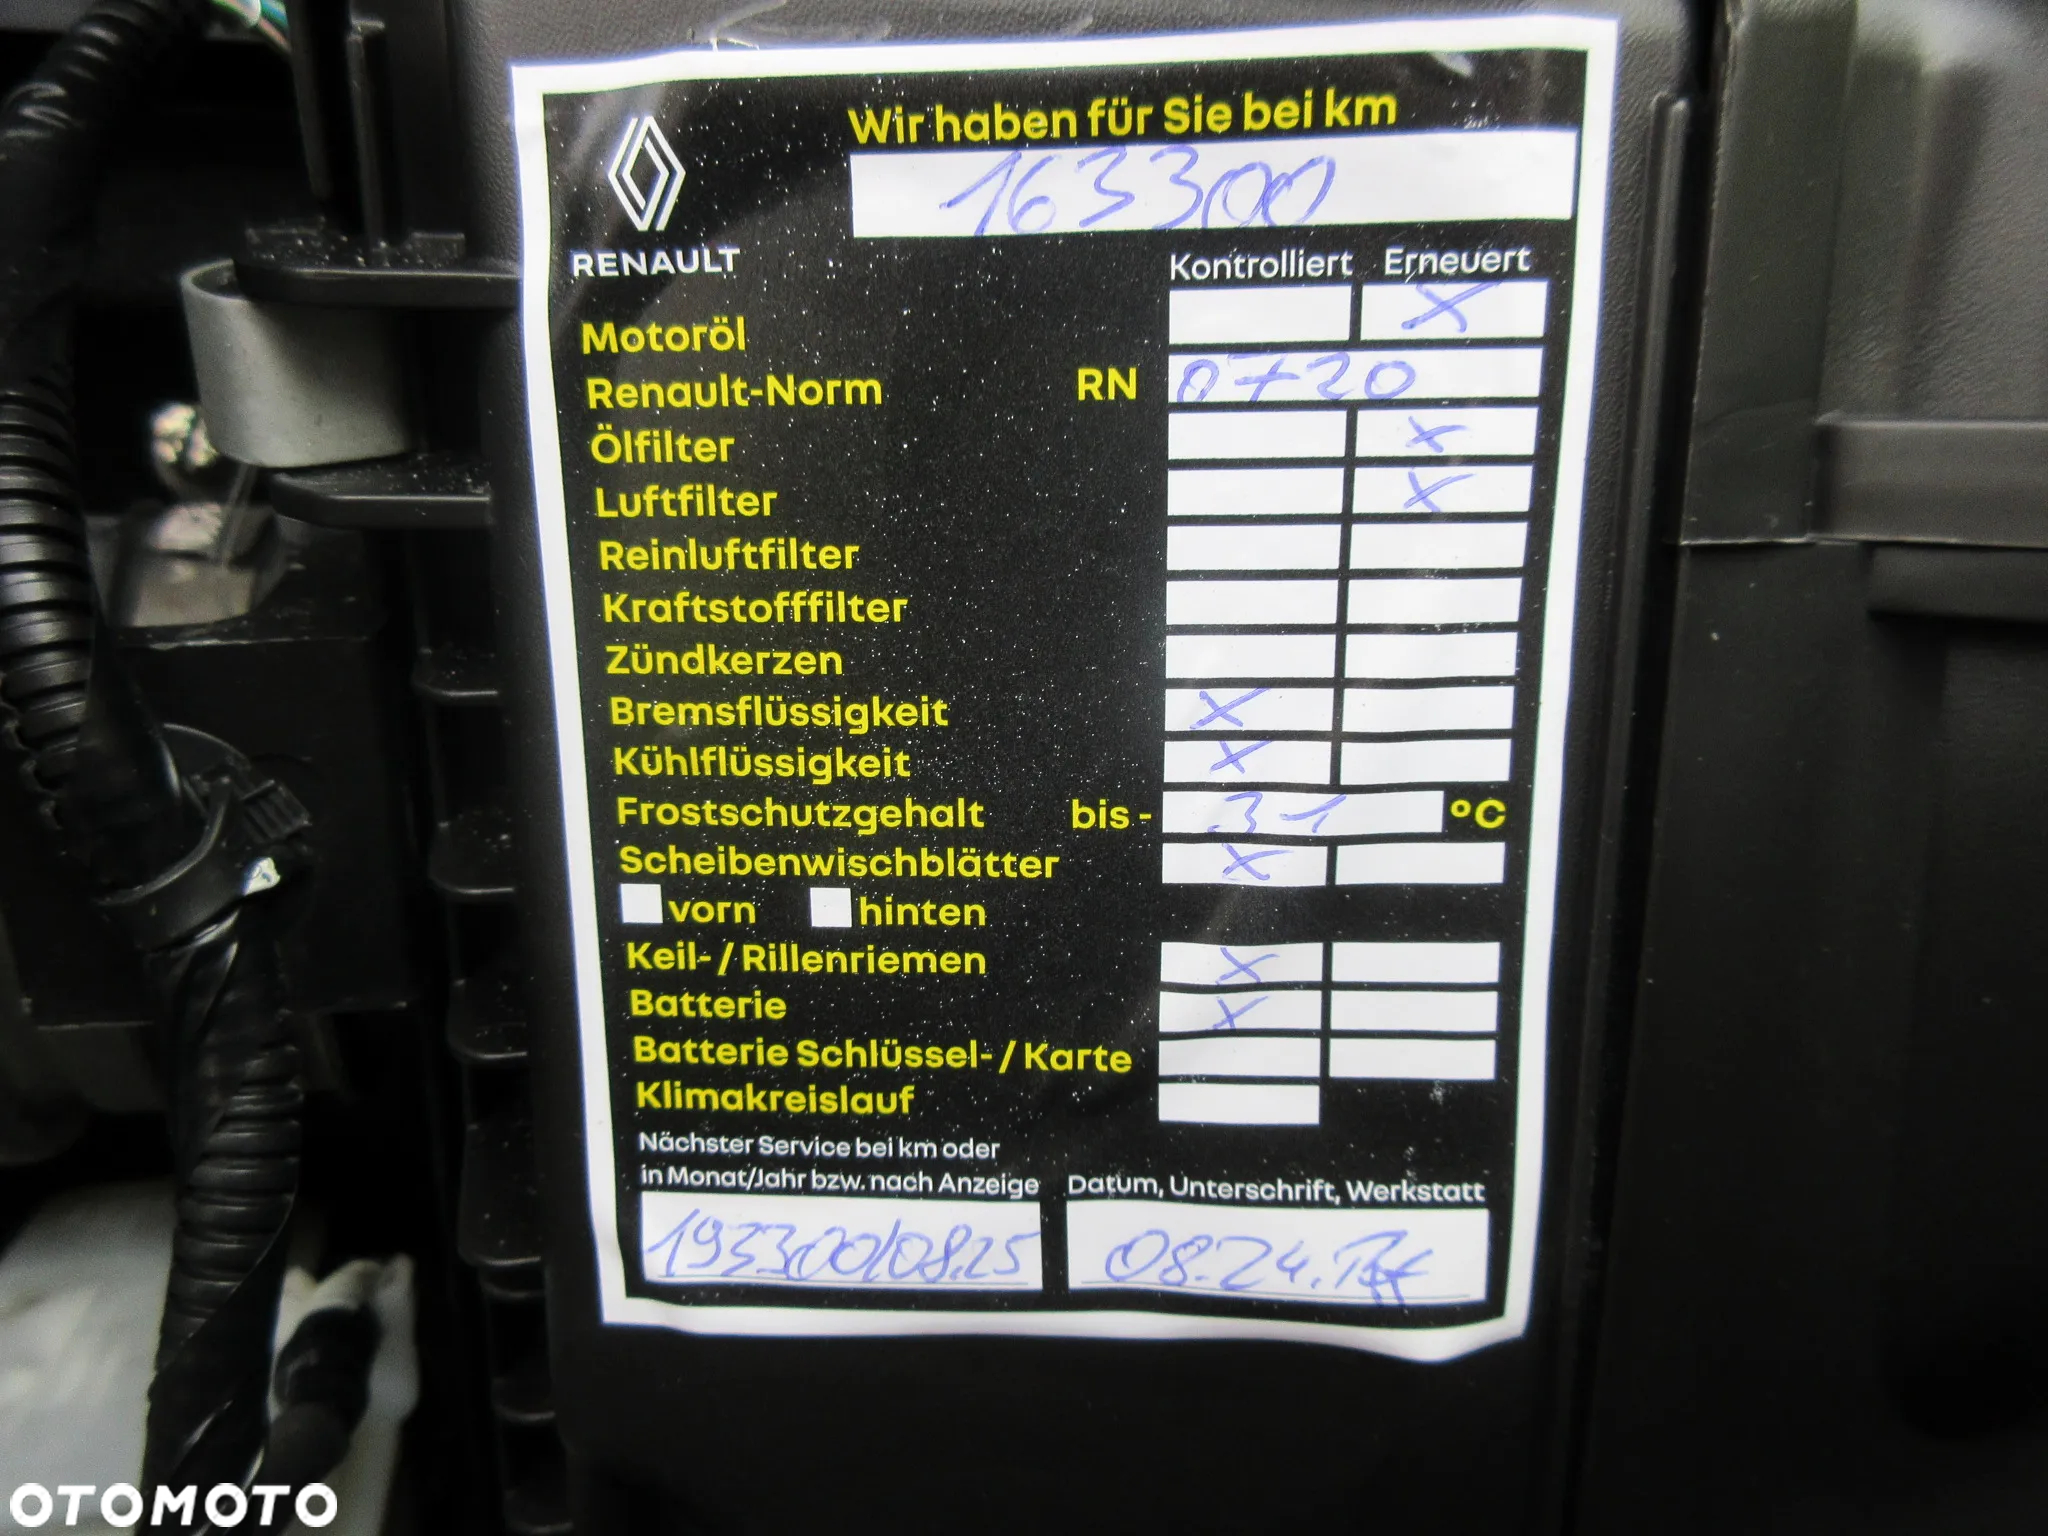 Wir haben für Sie bei km
163300
RENAULT
Kontrolliert Erneuert
Motoröl X
Renault-Norm RN 0720
Ölfilter X
Luftfilter X
Reinluftfilter
Kraftstofffilter
Zündkerzen
Bremsflüssigkeit X
Kühlflüssigkeit X
Frostschutzgehalt bis - 31 °C
Scheibenwischblätter X
vorn hinten
Keil- / Rillenriemen X
Batterie X
Batterie Schlüssel- / Karte
Klimakreislauf
Nächster Service bei km oder
in Monat/Jahr bzw. nach Anzeige
Datum, Unterschrift, Werkstatt
193300/08.25
08.24.
OTOMOTO